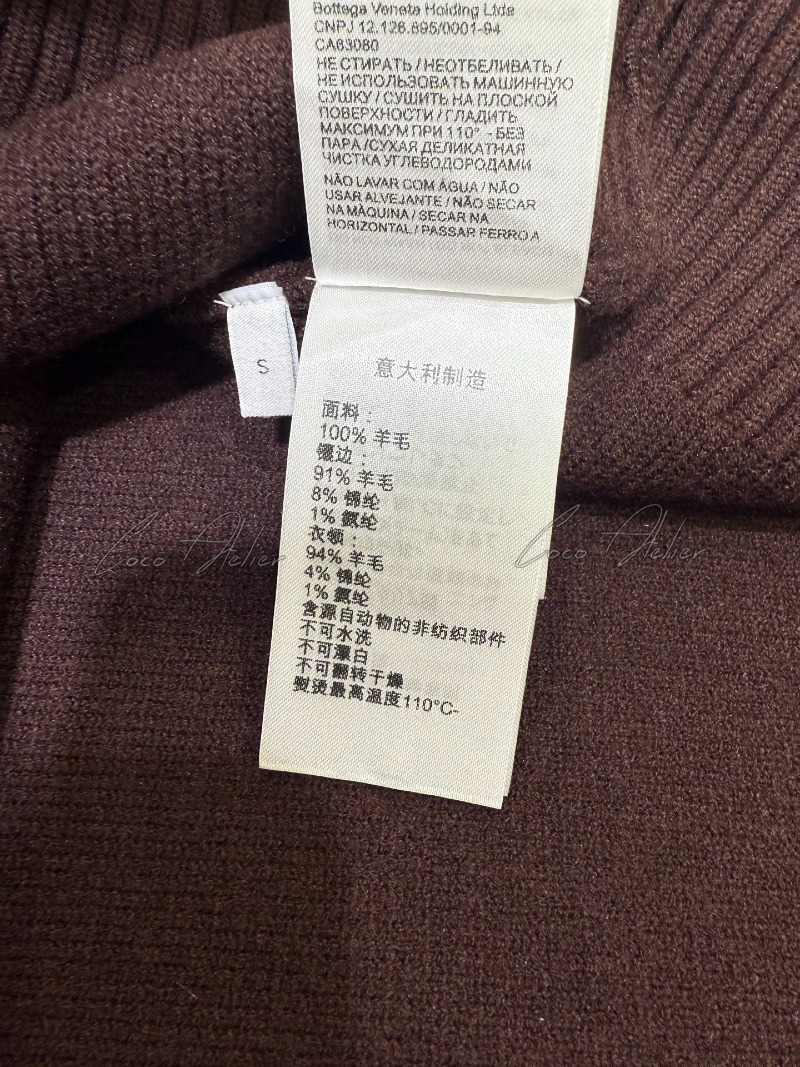 Bottega Veneta Holding Ltda
CNPJ 12.126.895/0001-94
CA63080
НЕ СТИРАТЬ / НЕОТБЕЛИВАТЬ /
НЕ ИСПОЛЬЗОВАТЬ МАШИННУЮ
СУШКУ / СУШИТЬ НА ПЛОСКОЙ
ПОВЕРХНОСТИ / ГЛАДИТЬ
МАКСИМУМ ПРИ 110° - БЕЗ
ПАРА /СУХАЯ ДЕЛИКАТНАЯ
ЧИСТКА УГЛЕВОДОРОДАМИ
NÃO LAVAR COM ÁGUA / NÃO
USAR ALVEJANTE / NÃO SECAR
NA MÁQUINA / SECAR NA
HORIZONTAL / PASSAR FERRO A
S
意大利制造
面料：
100% 羊毛
镶边：
91% 羊毛
8% 锦纶
1% 氨纶
衣领：
94% 羊毛
4% 锦纶
1% 氨纶
含源自动物的非纺织部件
不可水洗
不可漂白
不可翻转干燥
熨烫最高温度110°C-
Coco Atelier
Coco Atelier